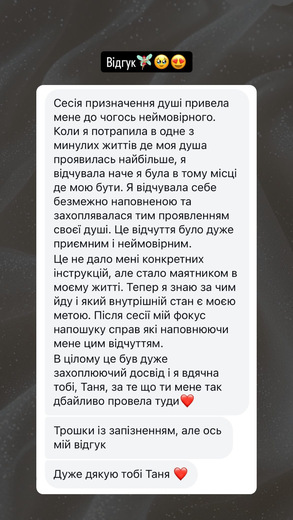 Відгук🧚🏻🥹😍
Сесія призначення душі привела
мене до чогось неймовірного.
Коли я потрапила в одне з
минулих життів де моя душа
проявилась найбільше, я
відчувала наче я була в тому місці
де мою бути. Я відчувала себе
безмежно наповненою та
захоплювалася тим проявленням
своєї душі. Це відчуття було дуже
приємним і неймовірним.
Це не дало мені конкретних
інструкцій, але стало маятником в
моєму житті. Тепер я знаю за чим
йду і який внутрішній стан є моєю
метою. Після сесії мій фокус
напошуку справ які наповнюючи
мене цим відчуттям.
В цілому це був дуже
захоплюючий досвід і я вдячна
тобі, Таня, за те що ти мене так
дбайливо провела туди❤️
Трошки із запізненням, але ось
мій відгук
Дуже дякую тобі Таня ❤️